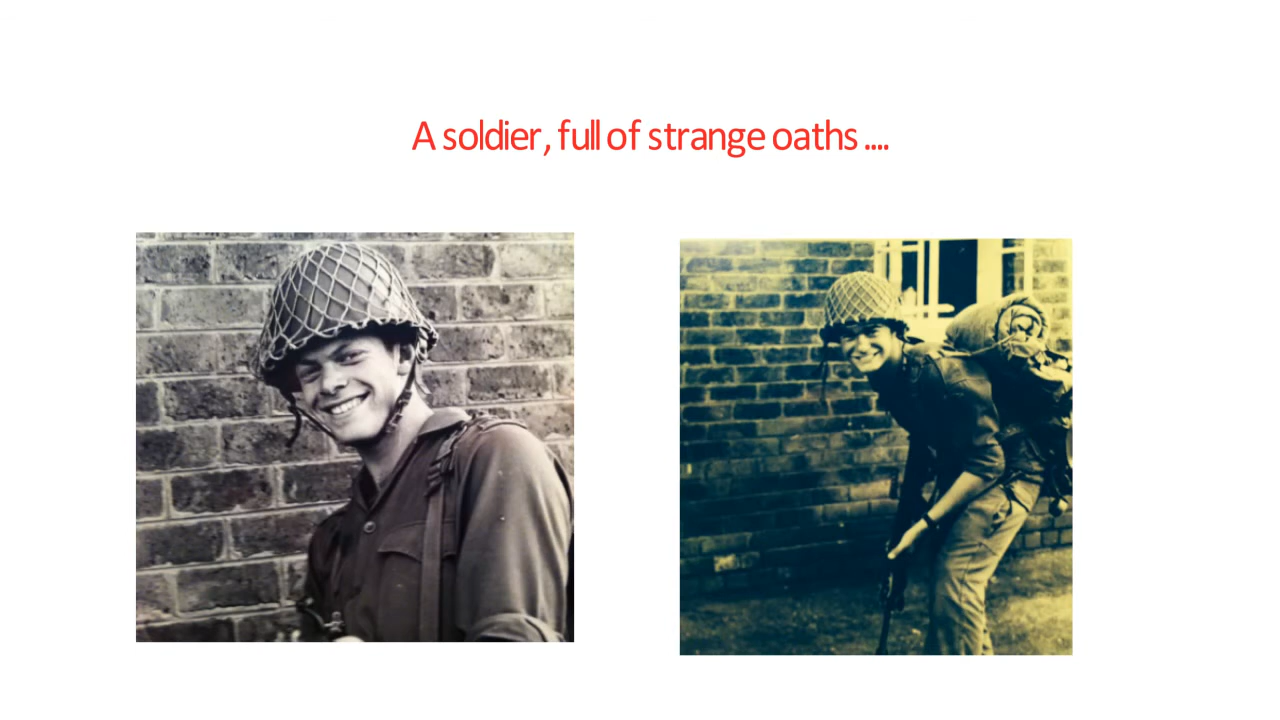 A soldier, full of strange oaths ....